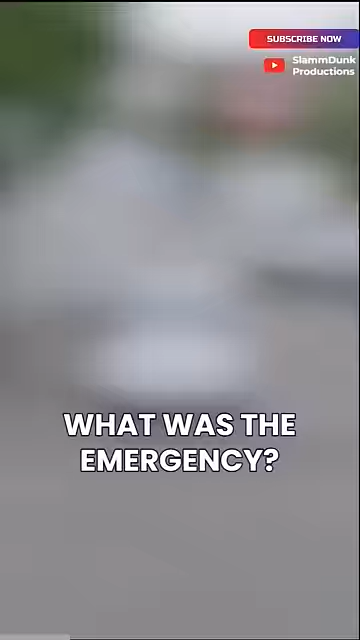 SUBSCRIBE NOW
SlammDunk
Productions
WHAT WAS THE
EMERGENCY?